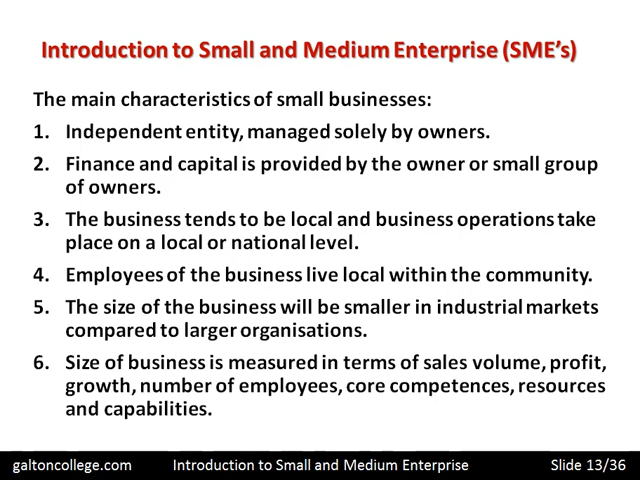 Introduction to Small and Medium Enterprise (SME's)
The main characteristics of small businesses:
1. Independent entity, managed solely by owners.
2. Finance and capital is provided by the owner or small group
of owners.
3. The business tends to be local and business operations take
place on a local or national level.
4. Employees of the business live local within the community.
5. The size of the business will be smaller in industrial markets
compared to larger organisations.
6. Size of business is measured in terms of sales volume, profit,
growth, number of employees, core competences, resources
and capabilities.
galtoncollege.com Introduction to Small and Medium Enterprise Slide 13/36